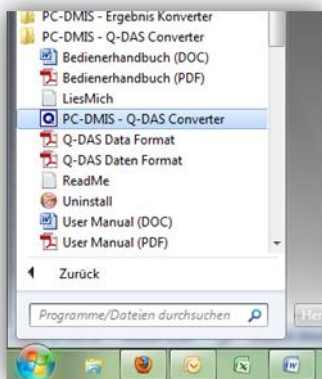 PC-DMIS - Ergebnis Konverter
PC-DMIS - Q-DAS Converter
Bedienerhandbuch (DOC)
Bedienerhandbuch (PDF)
LiesMich
PC-DMIS - Q-DAS Converter
Q-DAS Data Format
Q-DAS Daten Format
ReadMe
Uninstall
User Manual (DOC)
User Manual (PDF)
Zurück
Programme/Dateien durchsuchen